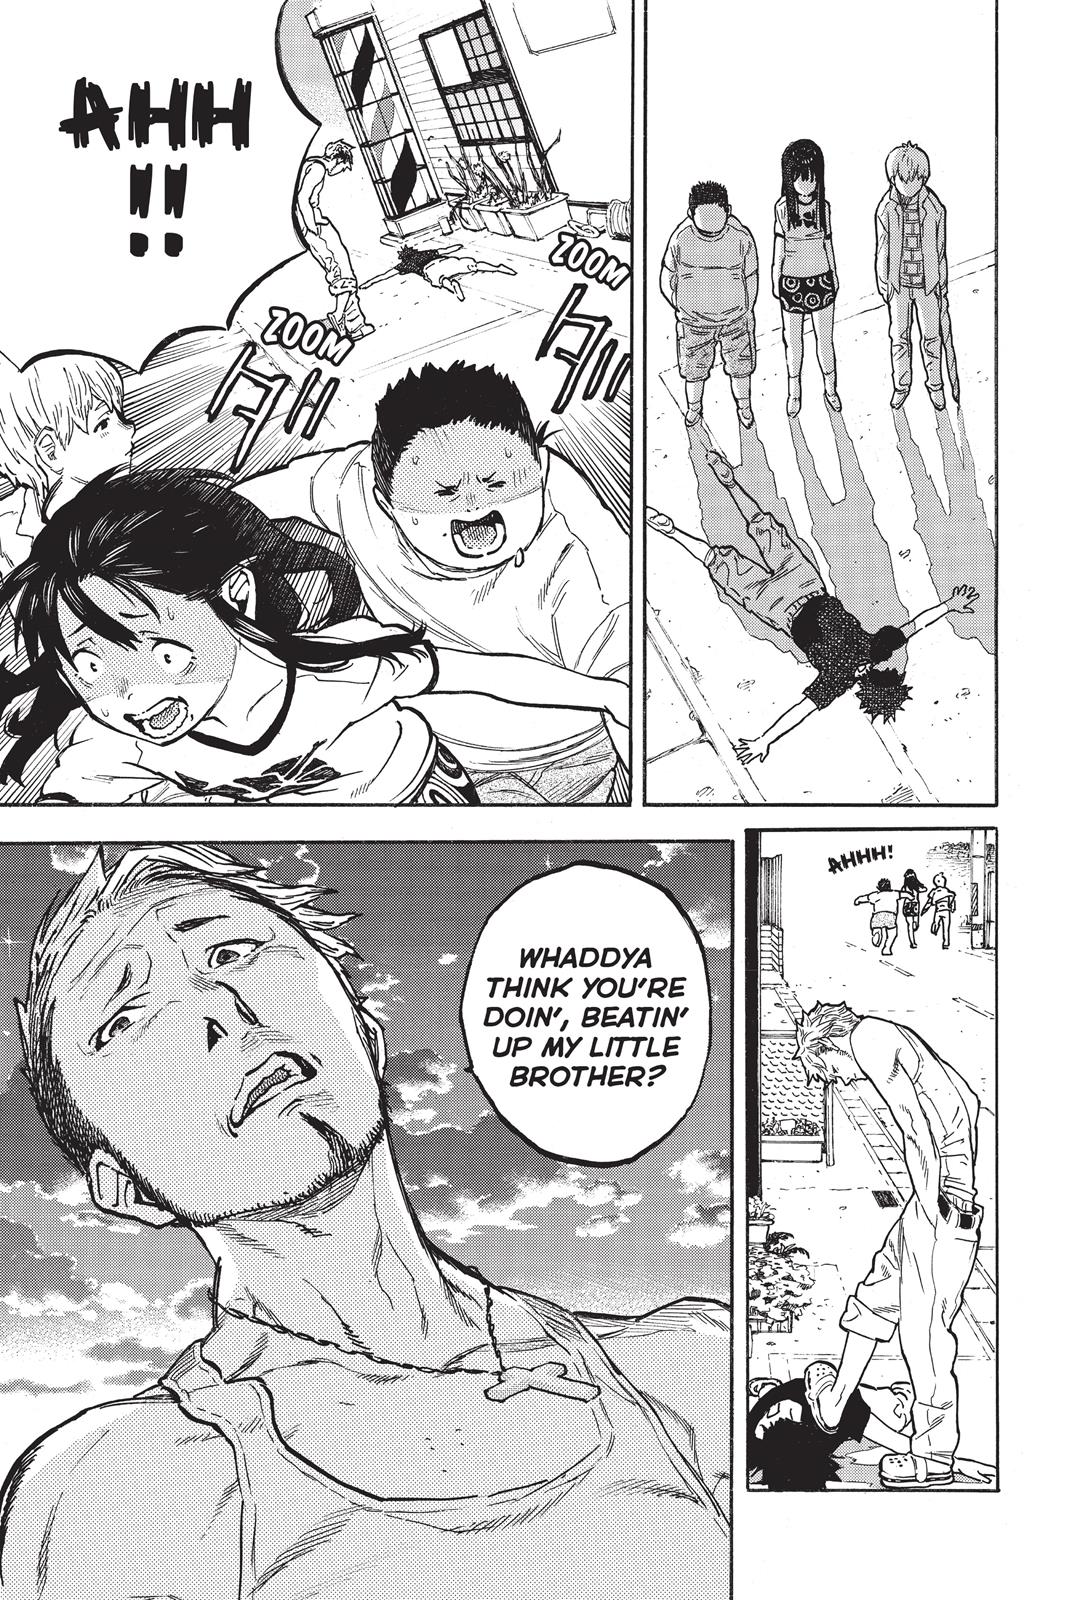 ZOOM
ZOOM
AHH
!!
AHHH!
WHADDYA
THINK YOU'RE
DOIN', BEATIN'
UP MY LITTLE
BROTHER?